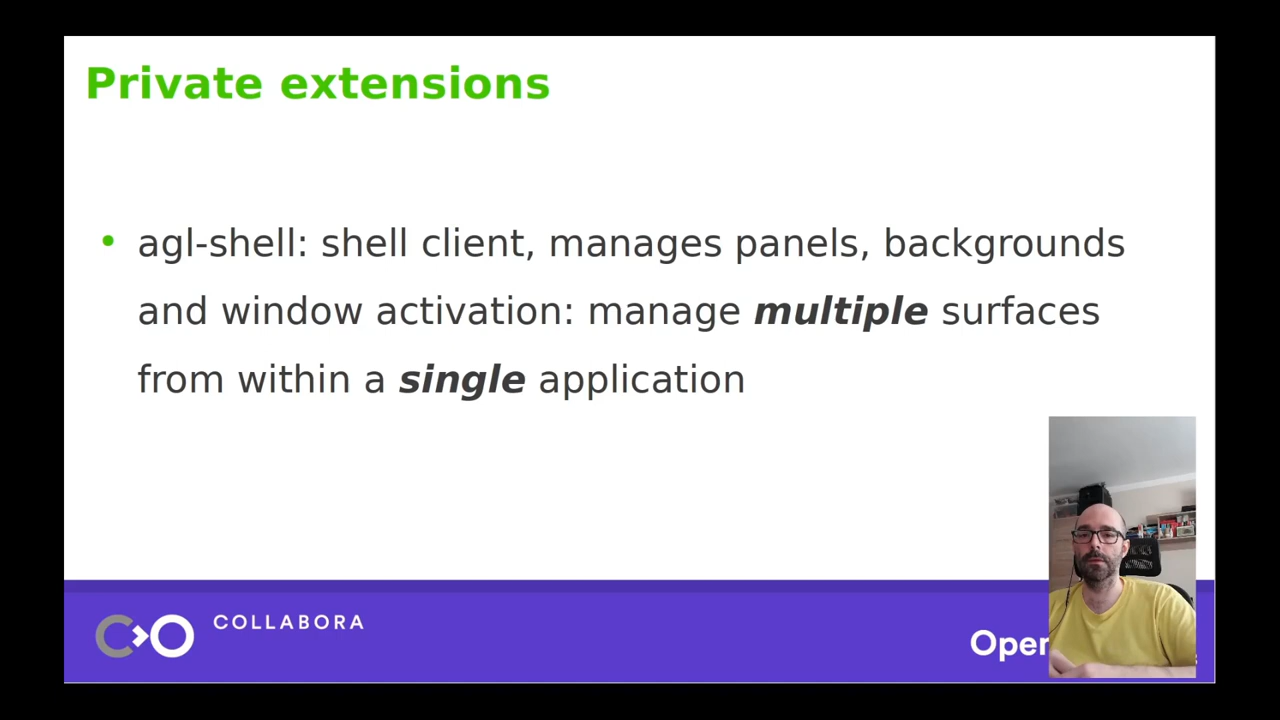 Private extensions
• agl-shell: shell client, manages panels, backgrounds
and window activation: manage multiple surfaces
from within a single application
COLLABORA